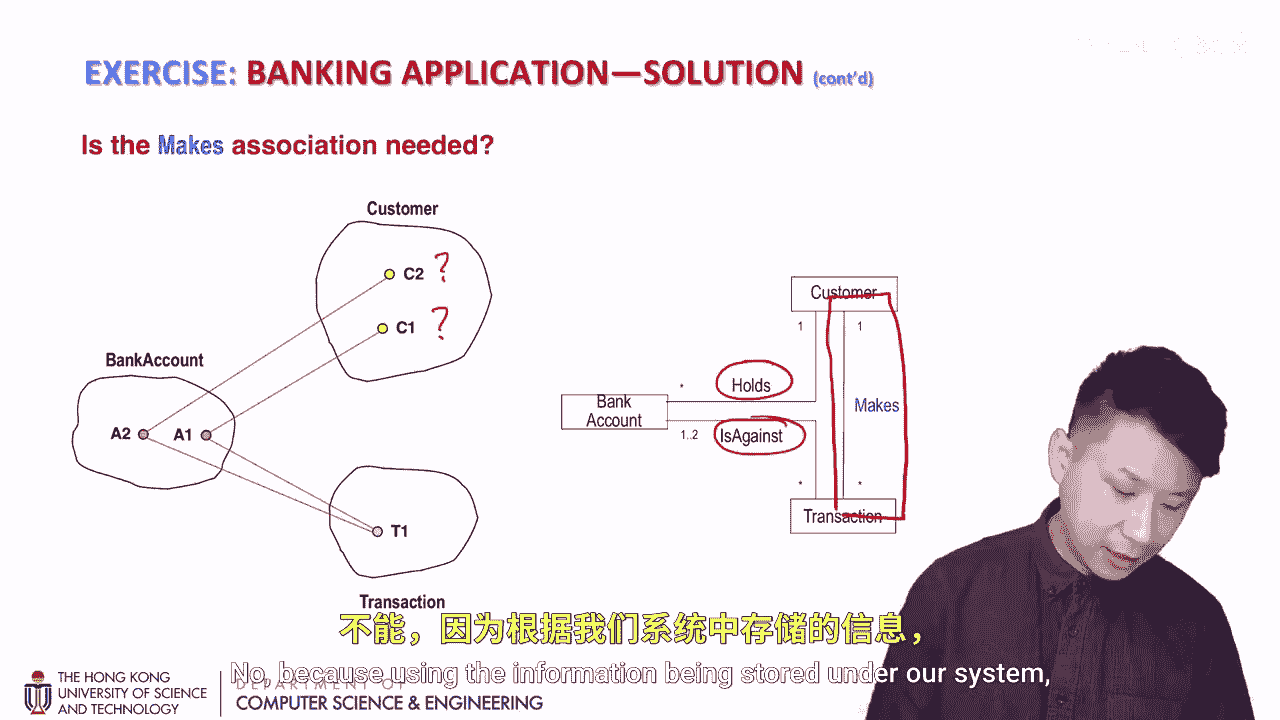 EXERCISE: BANKING APPLICATION—SOLUTION (cont'd)
Is the Makes association needed?
Customer
C2 ?
C1 ?
BankAccount
A2 A1
T1
Transaction
Customer
1 1
* Holds
Bank
Account
Makes
1..2 IsAgainst
* *
Transaction
不能，因为根据我们系统中存储的信息，
No, because using the information being stored under our system,
THE HONG KONG
UNIVERSITY OF SCIENCE
AND TECHNOLOGY
DEPARTMENT OF
COMPUTER SCIENCE & ENGINEERING